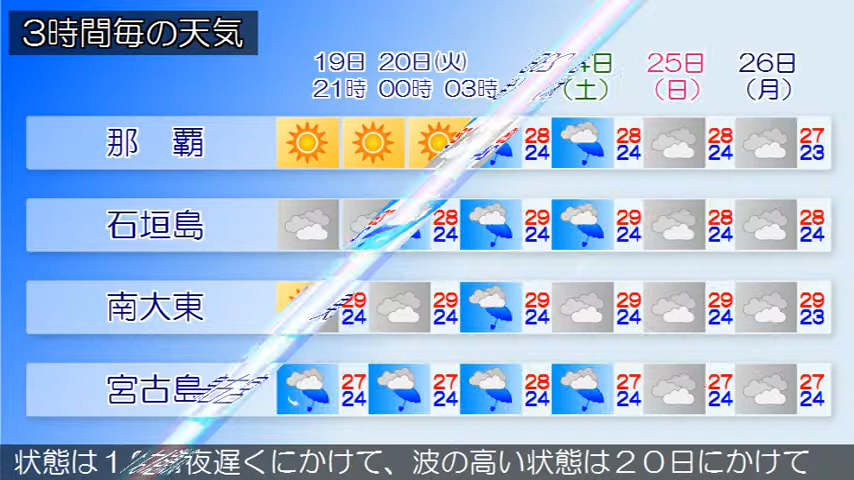 3時間毎の天気
19日 20日(火) 日 25日 26日
21時 00時 03時 (土) (日) (月)
那覇 28 28 28 27
24 24 24 23
石垣島 28 29 29 28 28
24 24 24 24 24
南大東 29 29 29 29 29 29
24 24 24 24 24 23
宮古島 27 27 28 27 27 27
24 24 24 24 24 24
状態は1 夜遅くにかけて、波の高い状態は20日にかけて